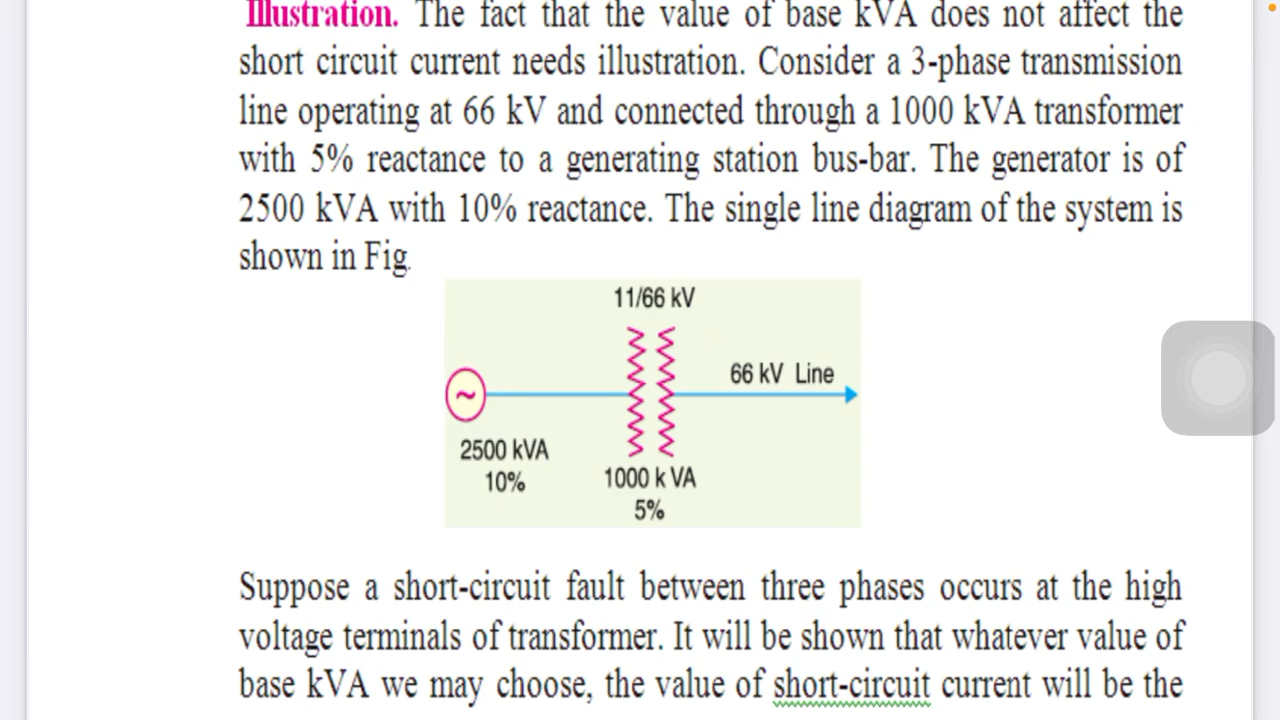 Illustration. The fact that the value of base kVA does not affect the
short circuit current needs illustration. Consider a 3-phase transmission
line operating at 66 kV and connected through a 1000 kVA transformer
with 5% reactance to a generating station bus-bar. The generator is of
2500 kVA with 10% reactance. The single line diagram of the system is
shown in Fig.
11/66 kV
66 kV Line
2500 kVA
10%
1000 k VA
5%
Suppose a short-circuit fault between three phases occurs at the high
voltage terminals of transformer. It will be shown that whatever value of
base kVA we may choose, the value of short-circuit current will be the